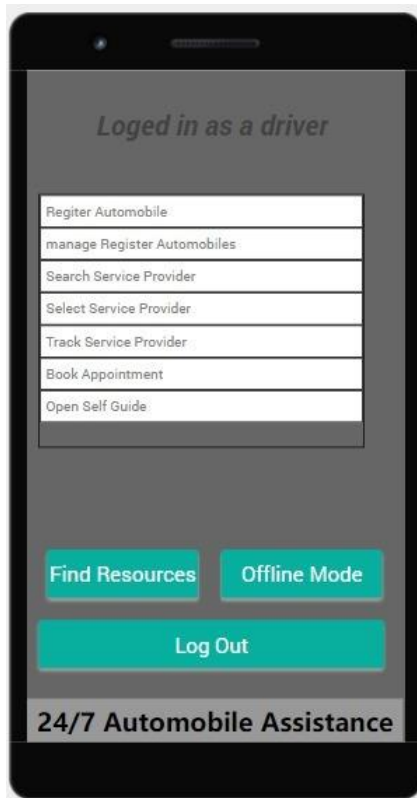 Loged in as a driver
Regiter Automobile
manage Register Automobiles
Search Service Provider
Select Service Provider
Track Service Provider
Book Appointment
Open Self Guide
Find Resources
Offline Mode
Log Out
24/7 Automobile Assistance